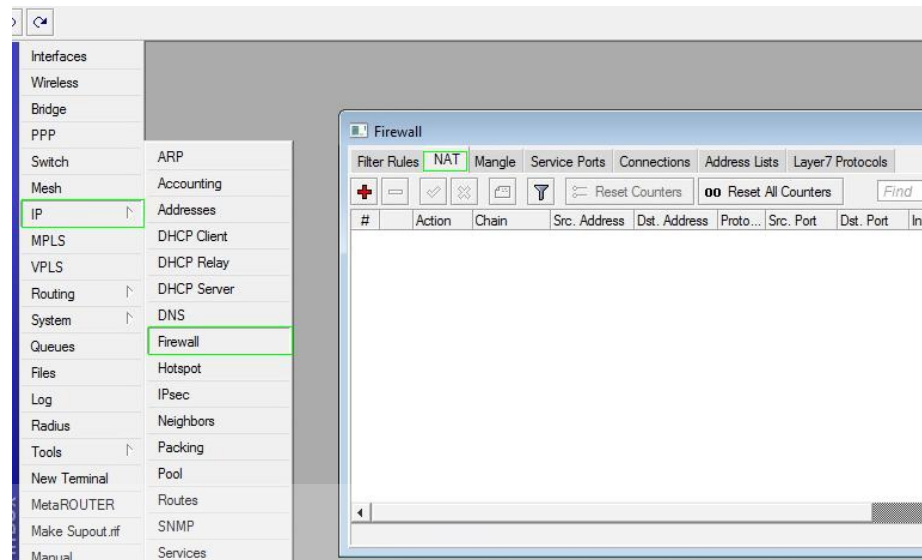 Interfaces
Wireless
Bridge
PPP
Switch
Mesh
IP
MPLS
VPLS
Routing
System
Queues
Files
Log
Radius
Tools
New Terminal
MetaROUTER
Make Supout.rif
Manual
ARP
Accounting
Addresses
DHCP Client
DHCP Relay
DHCP Server
DNS
Firewall
Hotspot
IPsec
Neighbors
Packing
Pool
Routes
SNMP
Services
Firewall
Filter Rules NAT Mangle Service Ports Connections Address Lists Layer7 Protocols
Reset Counters 00 Reset All Counters Find
# Action Chain Src. Address Dst. Address Proto... Src. Port Dst. Port In